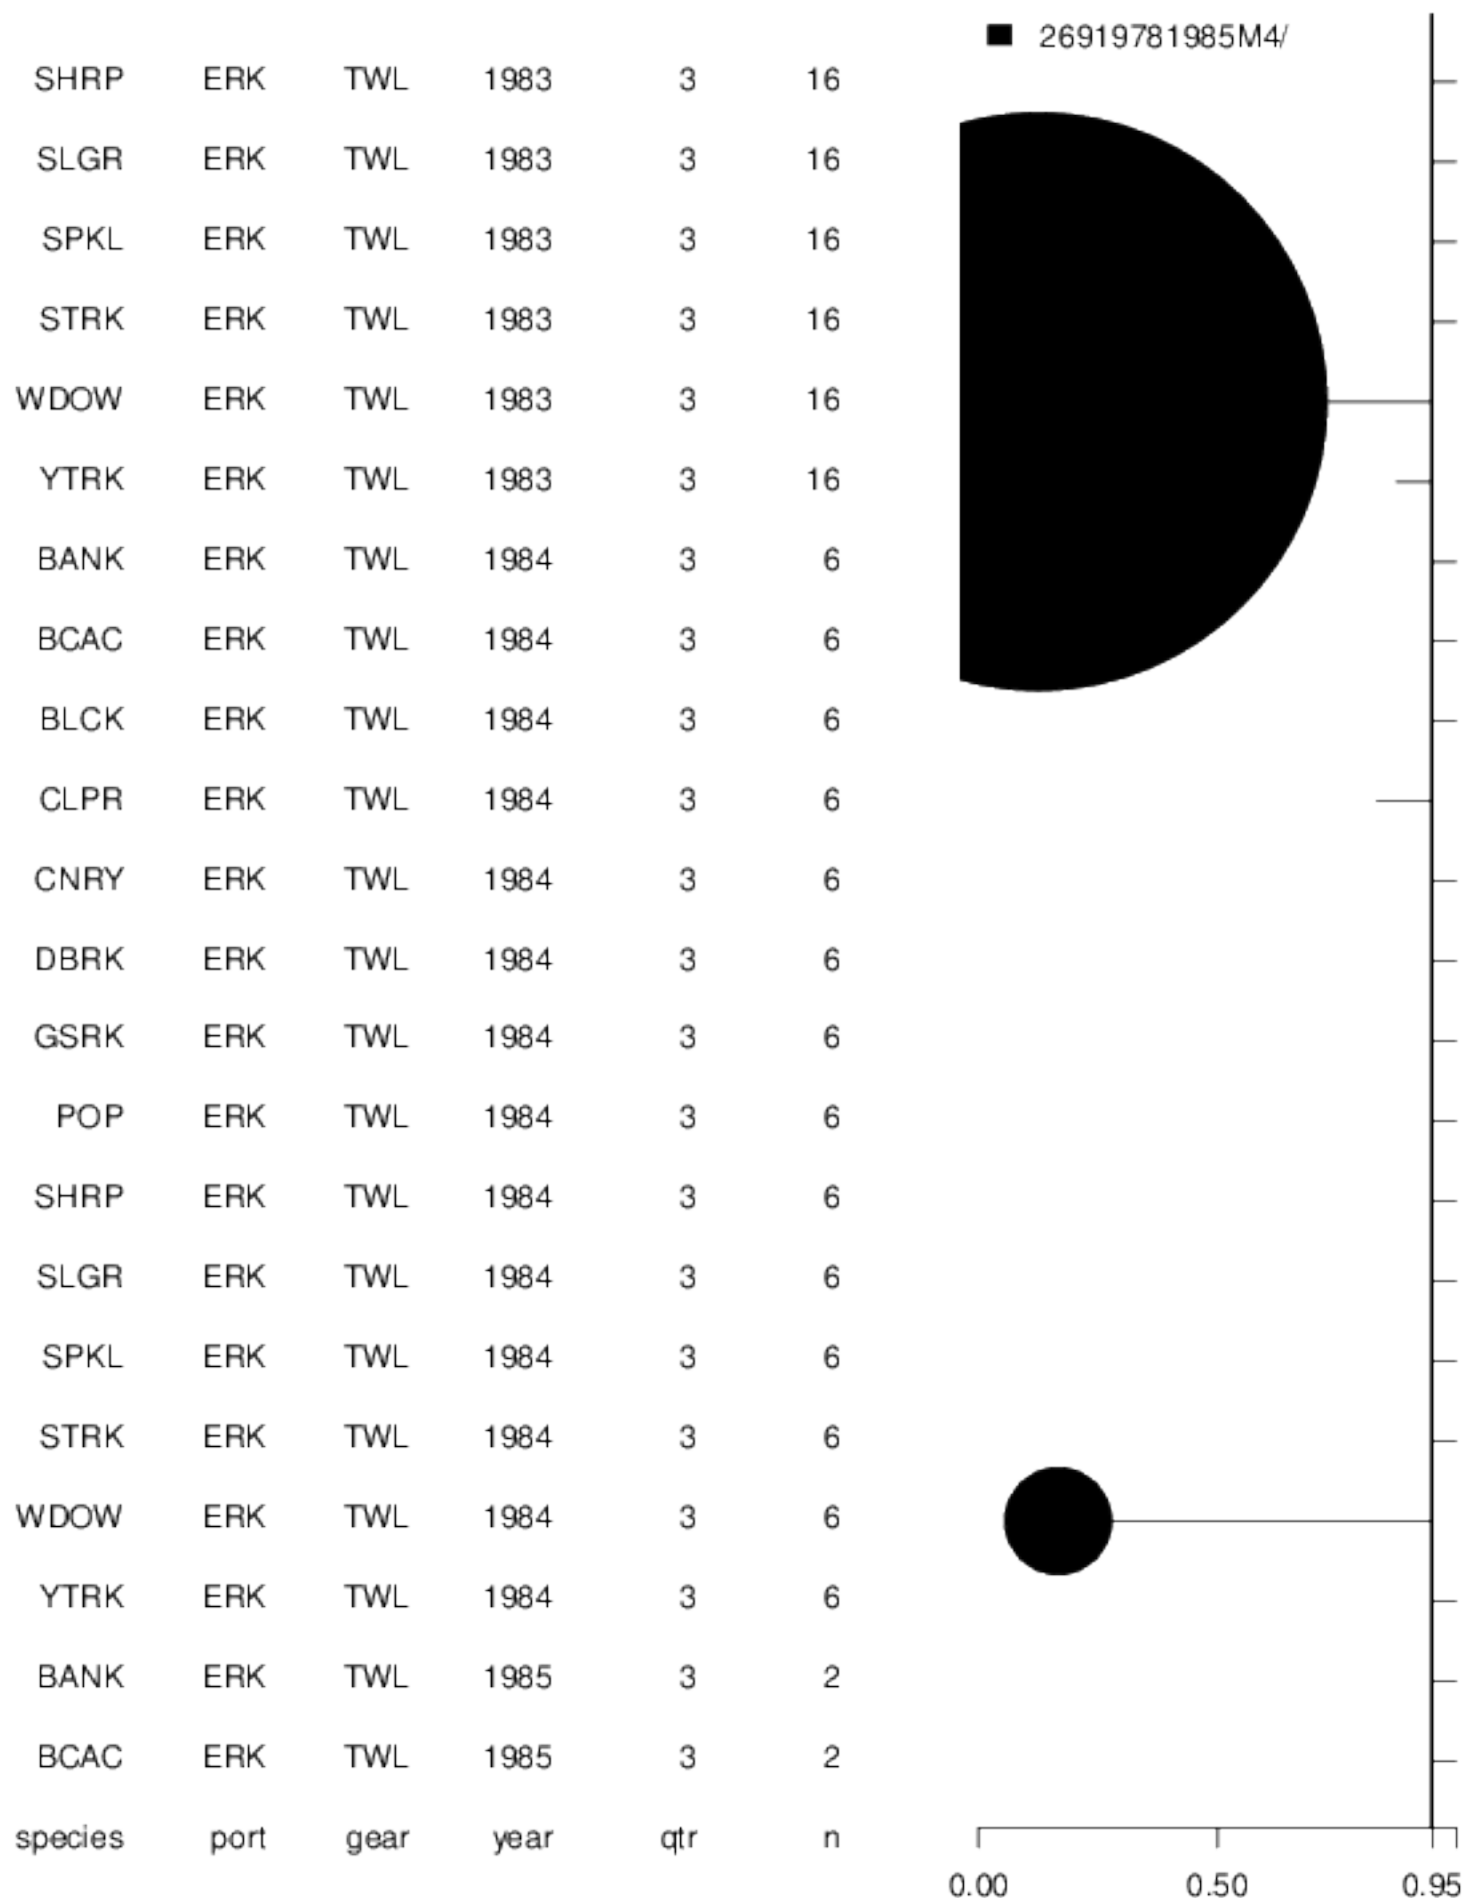 26919781985M4/
SHRP ERK TWL 1983 3 16
SLGR ERK TWL 1983 3 16
SPKL ERK TWL 1983 3 16
STRK ERK TWL 1983 3 16
WDOW ERK TWL 1983 3 16
YTRK ERK TWL 1983 3 16
BANK ERK TWL 1984 3 6
BCAC ERK TWL 1984 3 6
BLCK ERK TWL 1984 3 6
CLPR ERK TWL 1984 3 6
CNRY ERK TWL 1984 3 6
DBRK ERK TWL 1984 3 6
GSRK ERK TWL 1984 3 6
POP ERK TWL 1984 3 6
SHRP ERK TWL 1984 3 6
SLGR ERK TWL 1984 3 6
SPKL ERK TWL 1984 3 6
STRK ERK TWL 1984 3 6
WDOW ERK TWL 1984 3 6
YTRK ERK TWL 1984 3 6
BANK ERK TWL 1985 3 2
BCAC ERK TWL 1985 3 2
species port gear year qtr n
0.00 0.50 0.95